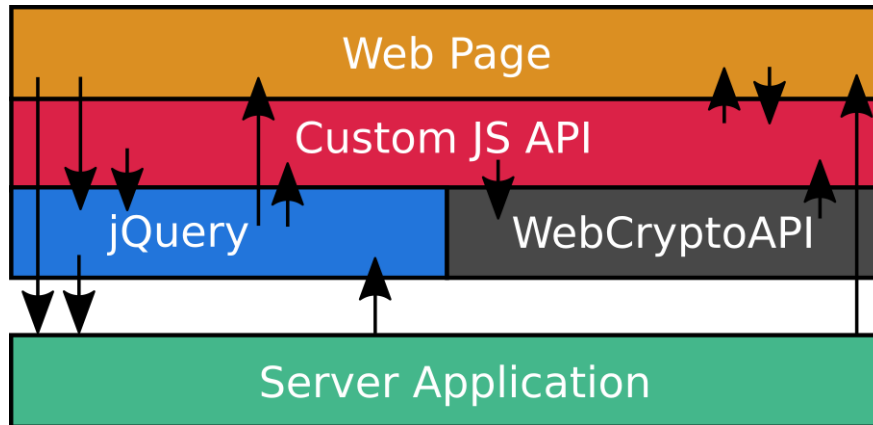 Web Page
Custom JS API
jQuery
WebCryptoAPI
Server Application